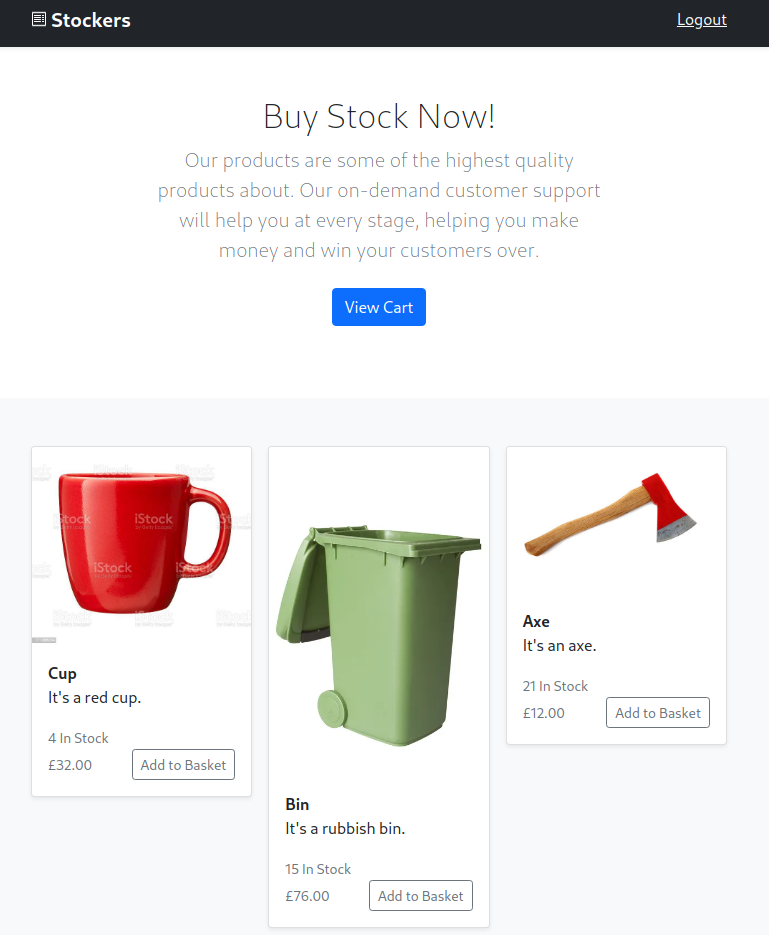 Stockers
Logout
Buy Stock Now!
Our products are some of the highest quality
products about. Our on-demand customer support
will help you at every stage, helping you make
money and win your customers over.
View Cart
iStock
iStock
iStock
iStock
Cup
It's a red cup.
4 In Stock
£32.00
Add to Basket
Bin
It's a rubbish bin.
15 In Stock
£76.00
Add to Basket
Axe
It's an axe.
21 In Stock
£12.00
Add to Basket